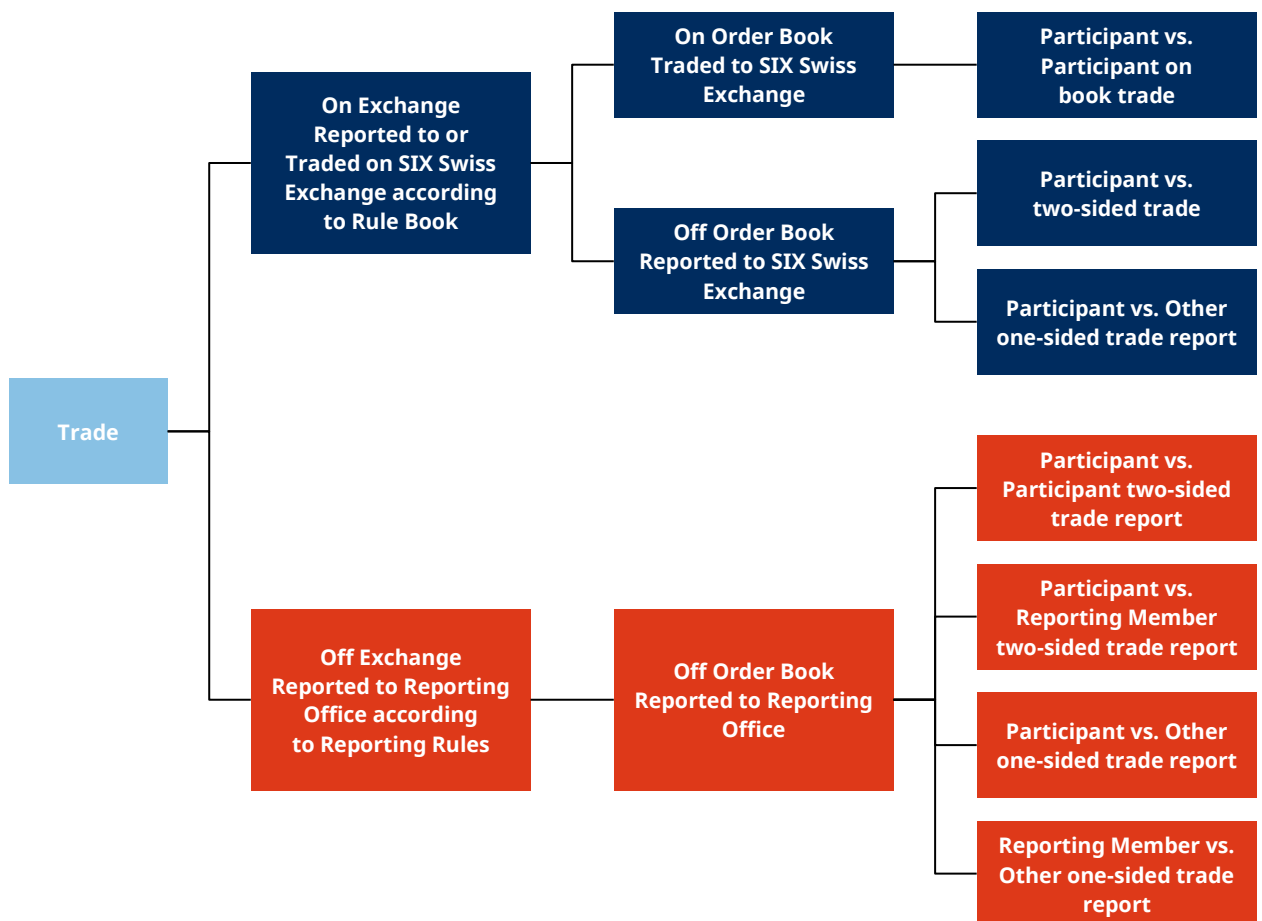 Trade
On Exchange
Reported to or
Traded on SIX Swiss
Exchange according
to Rule Book
On Order Book
Traded to SIX Swiss
Exchange
Participant vs.
Participant on
book trade
Off Order Book
Reported to SIX Swiss
Exchange
Participant vs.
two-sided trade
Participant vs. Other
one-sided trade report
Off Exchange
Reported to Reporting
Office according
to Reporting Rules
Off Order Book
Reported to Reporting
Office
Participant vs.
Participant two-sided
trade report
Participant vs.
Reporting Member
two-sided trade report
Participant vs. Other
one-sided trade report
Reporting Member vs.
Other one-sided trade
report